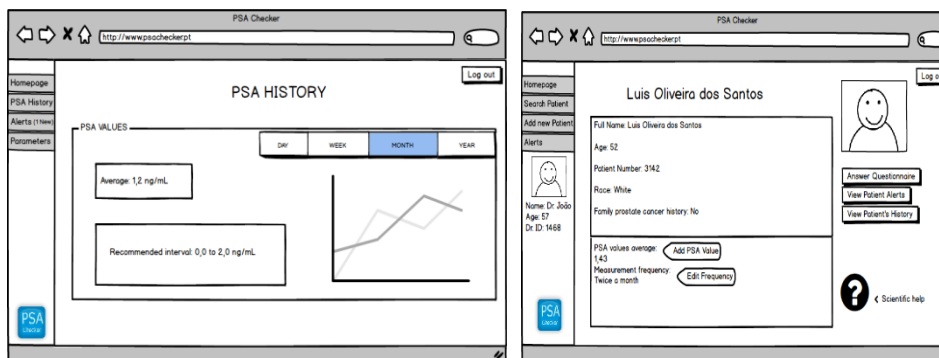 PSA Checker
http://www.psachecker.pt
Log out
Homepage
PSA History
Alerts (1 New)
Parameters
PSA HISTORY
PSA VALUES
DAY WEEK MONTH YEAR
Average: 1,2 ng/mL
Recommended interval: 0,0 to 2,0 ng/mL
PSA
Checker
PSA Checker
http://www.psachecker.pt
Log o
Homepage
Search Patient
Add new Patient
Alerts
Name: Dr. João
Age: 57
Dr. ID: 1468
Luis Oliveira dos Santos
Full Name: Luis Oliveira dos Santos
Age: 52
Patient Number: 3142
Race: White
Family prostate cancer history: No
Answer Questionnaire
View Patient Alerts
View Patient's History
PSA values average:
1,43
Add PSA Value
Measurement frequency:
Twice a month
Edit Frequency
? < Scientific help
PSA
Checker